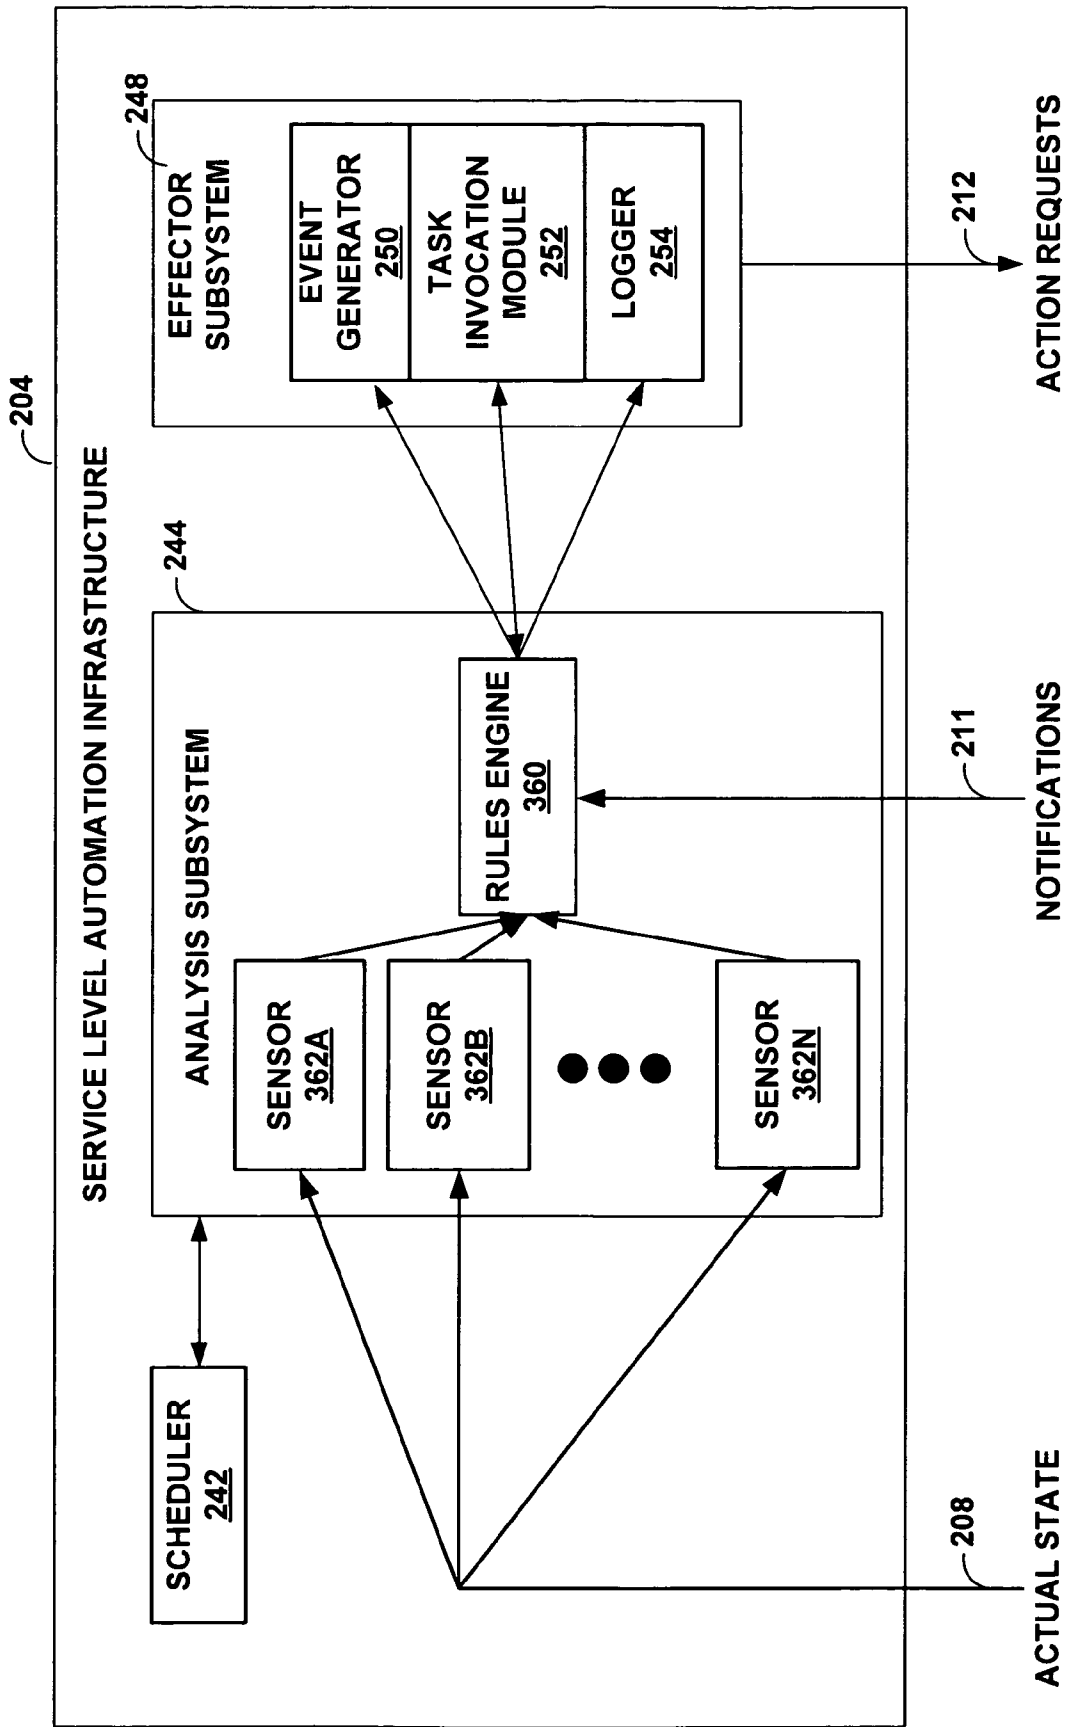 204
SERVICE LEVEL AUTOMATION INFRASTRUCTURE
SCHEDULER
242
244
ANALYSIS SUBSYSTEM
SENSOR
362A
SENSOR
362B
SENSOR
362N
RULES ENGINE
360
248
EFFECTOR
SUBSYSTEM
EVENT
GENERATOR
250
TASK
INVOCATION
MODULE
252
LOGGER
254
208
ACTUAL STATE
211
NOTIFICATIONS
212
ACTION REQUESTS